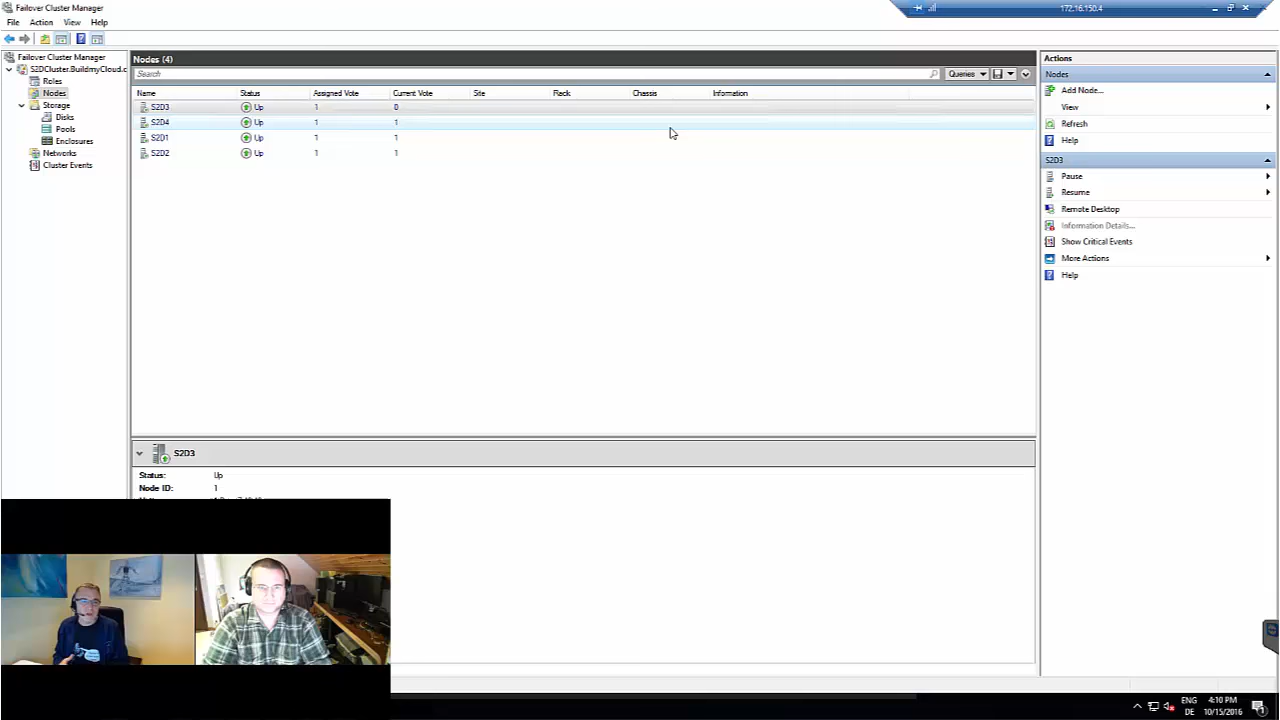 Failover Cluster Manager
172.16.150.4
File Action View Help
Failover Cluster Manager
S2DCluster.BuildmyCloud.c
Roles
Nodes
Storage
Disks
Pools
Enclosures
Networks
Cluster Events
Nodes (4)
Search
Queries
Name Status Assigned Vote Current Vote Site Rack Chassis Information
S2D3 Up 1 0
S2D4 Up 1 1
S2D1 Up 1 1
S2D2 Up 1 1
S2D3
Status: Up
Node ID: 1
Actions
Nodes
Add Node...
View
Refresh
Help
S2D3
Pause
Resume
Remote Desktop
Information Details...
Show Critical Events
More Actions
Help
ENG
DE
4:10 PM
10/15/2016